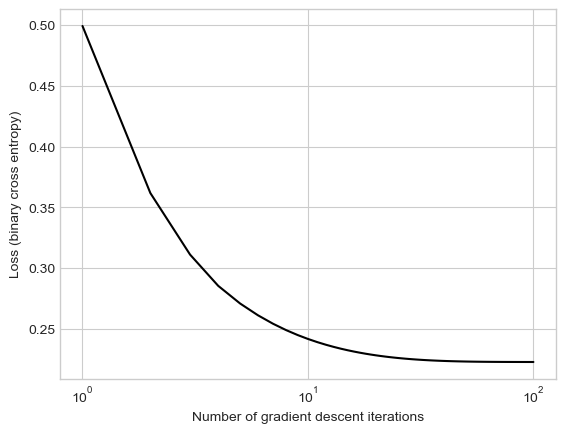 0.50
0.45
0.40
0.35
0.30
0.25
Loss (binary cross entropy)
10⁰ 10¹ 10²
Number of gradient descent iterations